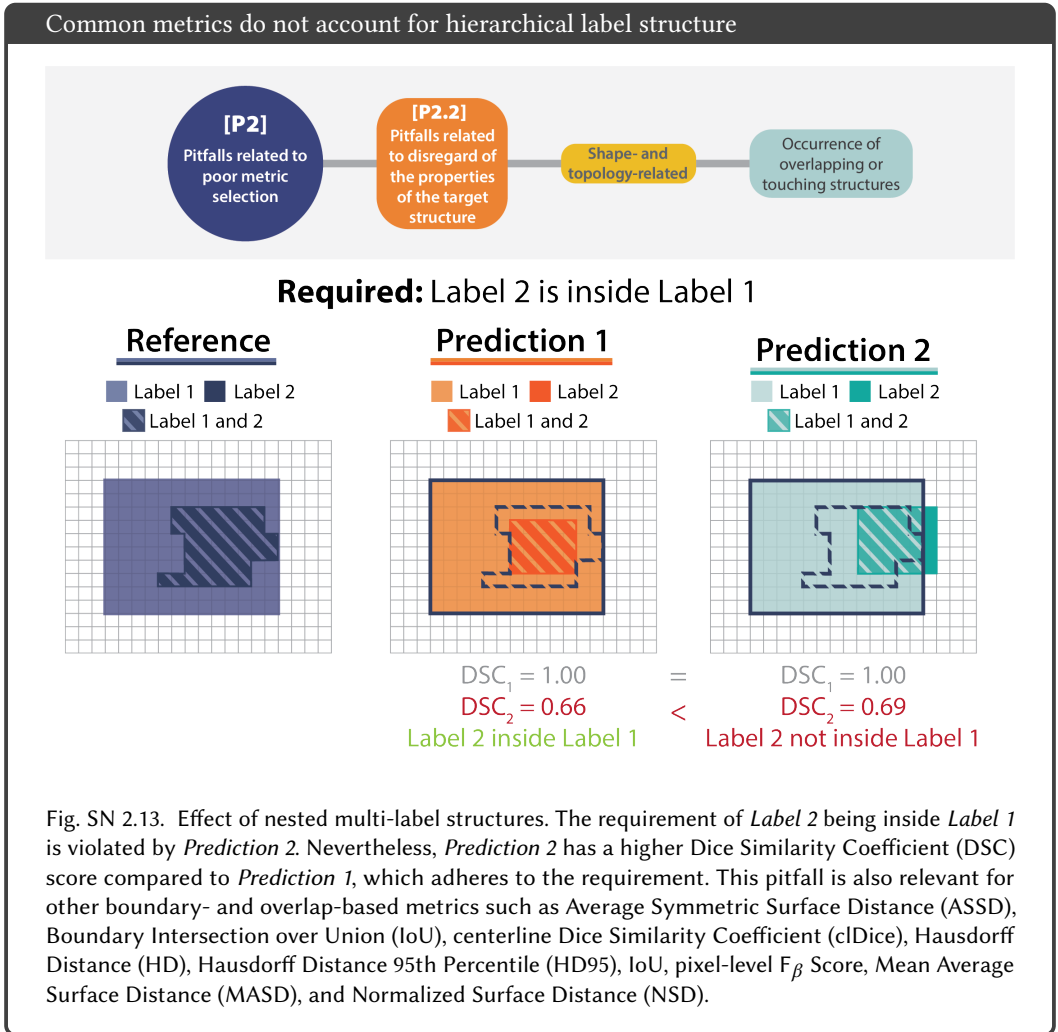 Common metrics do not account for hierarchical label structure
[P2]
Pitfalls related to
poor metric
selection
[P2.2]
Pitfalls related
to disregard of
the properties
of the target
structure
Shape- and
topology-related
Occurrence of
overlapping or
touching structures
Required: Label 2 is inside Label 1
Reference
Label 1 Label 2
Label 1 and 2
Prediction 1
Label 1 Label 2
Label 1 and 2
Prediction 2
Label 1 Label 2
Label 1 and 2
DSC₁ = 1.00 = DSC₁ = 1.00
DSC₂ = 0.66 < DSC₂ = 0.69
Label 2 inside Label 1 Label 2 not inside Label 1
Fig. SN 2.13. Effect of nested multi-label structures. The requirement of Label 2 being inside Label 1
is violated by Prediction 2. Nevertheless, Prediction 2 has a higher Dice Similarity Coefficient (DSC)
score compared to Prediction 1, which adheres to the requirement. This pitfall is also relevant for
other boundary- and overlap-based metrics such as Average Symmetric Surface Distance (ASSD),
Boundary Intersection over Union (IoU), centerline Dice Similarity Coefficient (clDice), Hausdorff
Distance (HD), Hausdorff Distance 95th Percentile (HD95), IoU, pixel-level Fβ Score, Mean Average
Surface Distance (MASD), and Normalized Surface Distance (NSD).